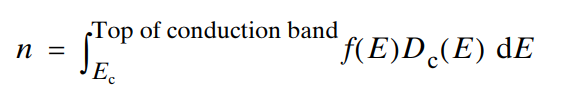 n = ∫_{E_c}^{Top of conduction band} f(E)D_c(E) dE